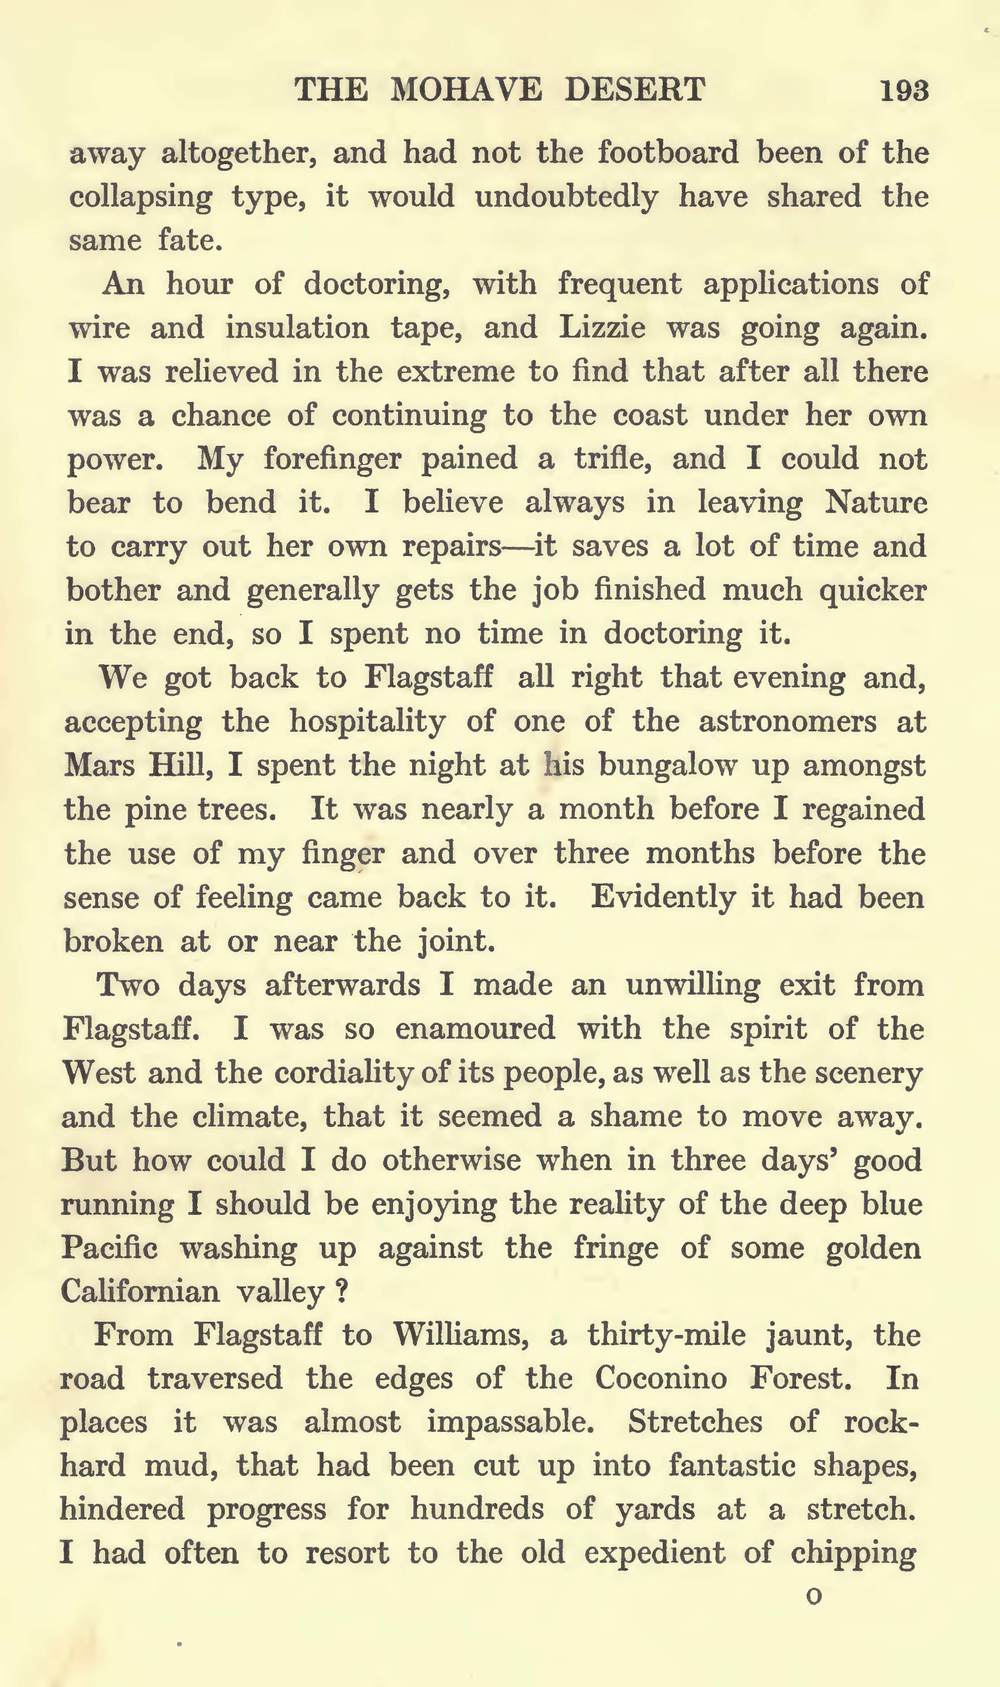 THE MOHAVE DESERT 193
away altogether, and had not the footboard been of the
collapsing type, it would undoubtedly have shared the
same fate.
An hour of doctoring, with frequent applications of
wire and insulation tape, and Lizzie was going again.
I was relieved in the extreme to find that after all there
was a chance of continuing to the coast under her own
power. My forefinger pained a trifle, and I could not
bear to bend it. I believe always in leaving Nature
to carry out her own repairs—it saves a lot of time and
bother and generally gets the job finished much quicker
in the end, so I spent no time in doctoring it.
We got back to Flagstaff all right that evening and,
accepting the hospitality of one of the astronomers at
Mars Hill, I spent the night at his bungalow up amongst
the pine trees. It was nearly a month before I regained
the use of my finger and over three months before the
sense of feeling came back to it. Evidently it had been
broken at or near the joint.
Two days afterwards I made an unwilling exit from
Flagstaff. I was so enamoured with the spirit of the
West and the cordiality of its people, as well as the scenery
and the climate, that it seemed a shame to move away.
But how could I do otherwise when in three days’ good
running I should be enjoying the reality of the deep blue
Pacific washing up against the fringe of some golden
Californian valley ?
From Flagstaff to Williams, a thirty-mile jaunt, the
road traversed the edges of the Coconino Forest. In
places it was almost impassable. Stretches of rock-
hard mud, that had been cut up into fantastic shapes,
hindered progress for hundreds of yards at a stretch.
I had often to resort to the old expedient of chipping
O